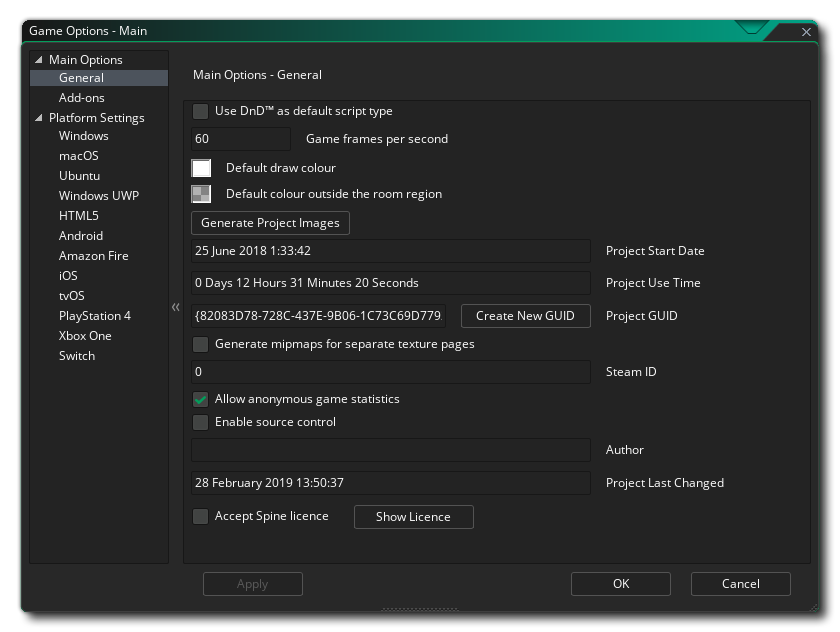 Game Options - Main
Main Options
General
Add-ons
Platform Settings
Windows
macOS
Ubuntu
Windows UWP
HTML5
Android
Amazon Fire
iOS
tvOS
PlayStation 4
Xbox One
Switch
Main Options - General
Use DnD™ as default script type
60 Game frames per second
Default draw colour
Default colour outside the room region
Generate Project Images
25 June 2018 1:33:42 Project Start Date
0 Days 12 Hours 31 Minutes 20 Seconds Project Use Time
{82083D78-728C-437E-9B06-1C73C69D779 Create New GUID Project GUID
Generate mipmaps for separate texture pages
0 Steam ID
Allow anonymous game statistics
Enable source control
Author
28 February 2019 13:50:37 Project Last Changed
Accept Spine licence Show Licence
Apply OK Cancel